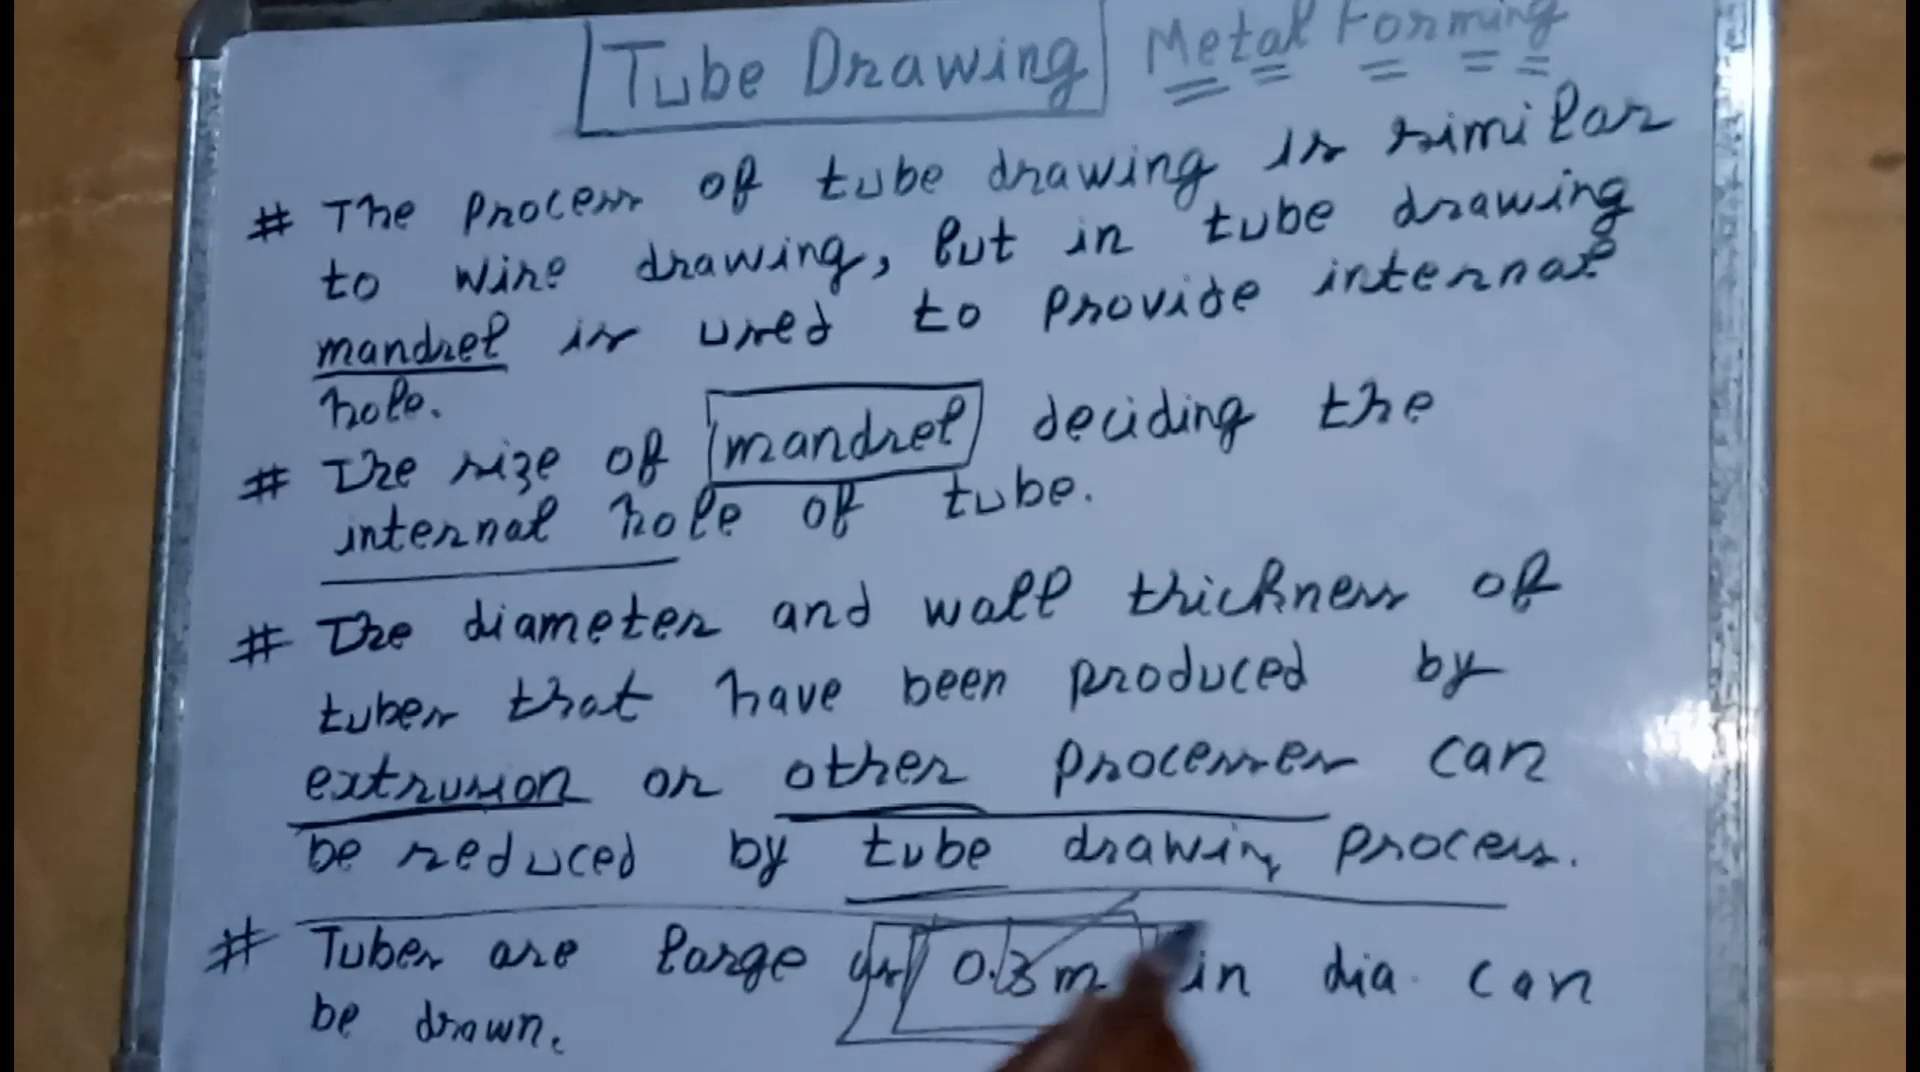 Tube Drawing Metal Forming
# The process of tube drawing is similar
to wire drawing, but in tube drawing
mandrel is used to provide internal
hole.
# The size of mandrel deciding the
internal hole of tube.
# The diameter and wall thickness of
tubes that have been produced by
extrusion or other processes can
be reduced by tube drawing process.
# Tubes are large 0.3m in dia. can
be drawn.